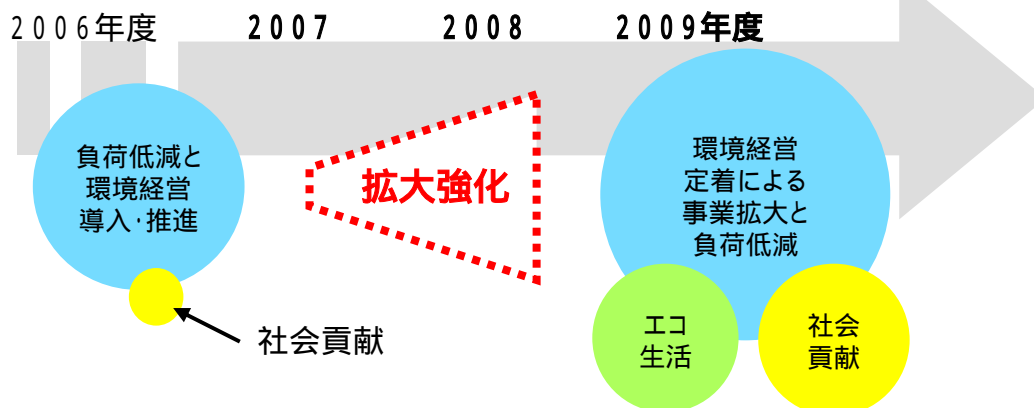 2006年度
2007
2008
2009年度
負荷低減と
環境経営
導入・推進
社会貢献
拡大強化
環境経営
定着による
事業拡大と
負荷低減
エコ
生活
社会
貢献